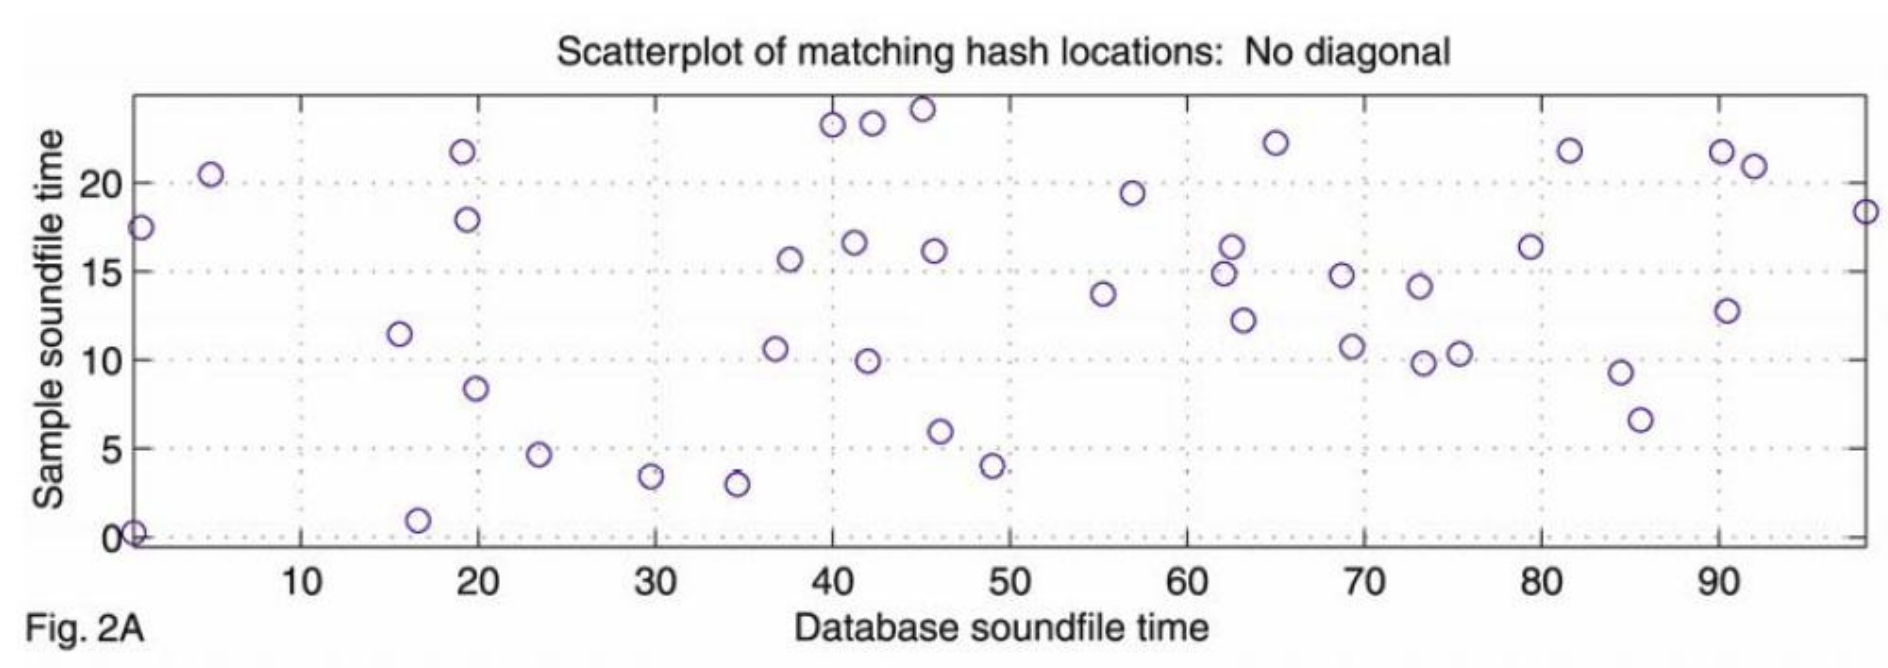 Scatterplot of matching hash locations:  No diagonal
Sample soundfile time
20
15
10
5
0
10 20 30 40 50 60 70 80 90
Database soundfile time
Fig. 2A